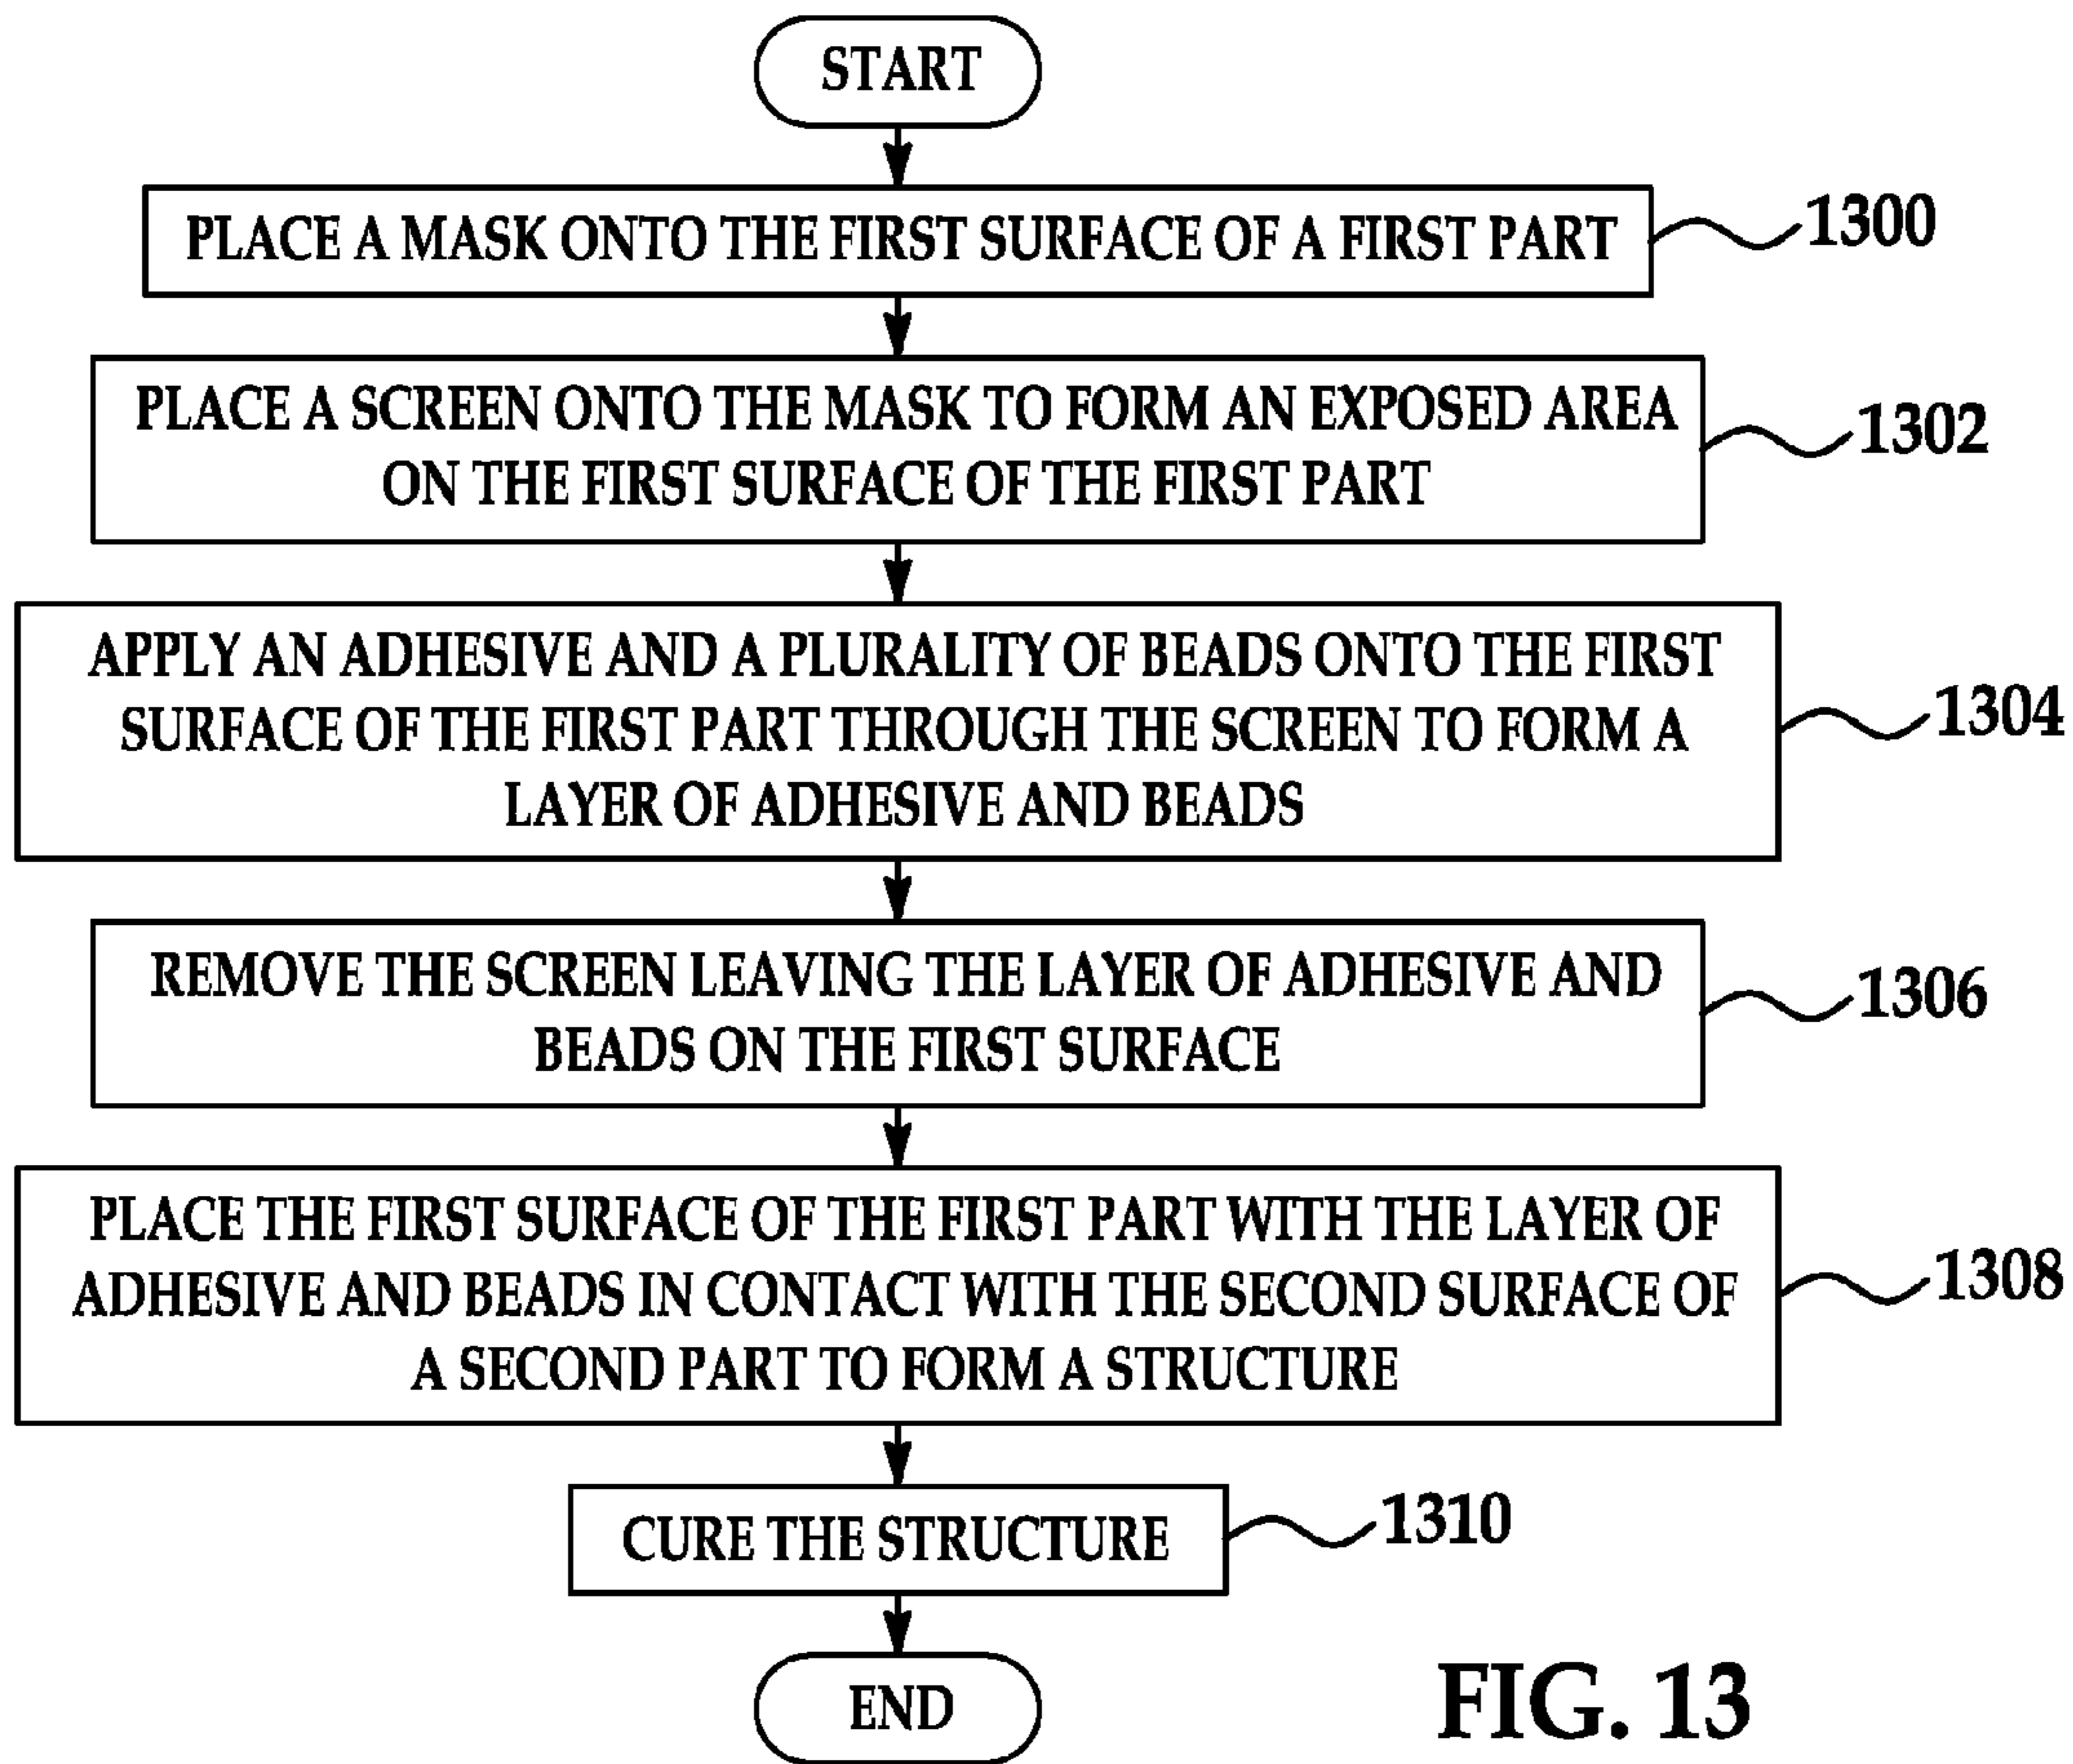 START
PLACE A MASK ONTO THE FIRST SURFACE OF A FIRST PART
1300
PLACE A SCREEN ONTO THE MASK TO FORM AN EXPOSED AREA
ON THE FIRST SURFACE OF THE FIRST PART
1302
APPLY AN ADHESIVE AND A PLURALITY OF BEADS ONTO THE FIRST
SURFACE OF THE FIRST PART THROUGH THE SCREEN TO FORM A
LAYER OF ADHESIVE AND BEADS
1304
REMOVE THE SCREEN LEAVING THE LAYER OF ADHESIVE AND
BEADS ON THE FIRST SURFACE
1306
PLACE THE FIRST SURFACE OF THE FIRST PART WITH THE LAYER OF
ADHESIVE AND BEADS IN CONTACT WITH THE SECOND SURFACE OF
A SECOND PART TO FORM A STRUCTURE
1308
CURE THE STRUCTURE
1310
END
FIG. 13